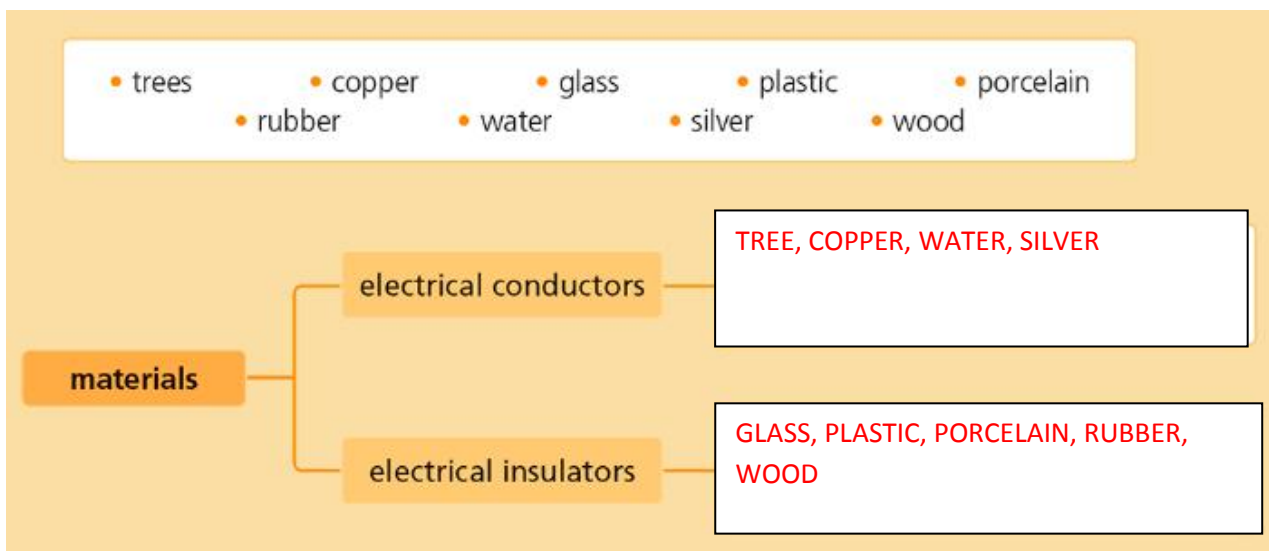 • trees • copper • glass • plastic • porcelain
• rubber • water • silver • wood
TREE, COPPER, WATER, SILVER
electrical conductors
materials
GLASS, PLASTIC, PORCELAIN, RUBBER,
WOOD
electrical insulators